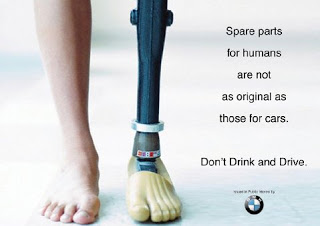 Spare parts
for humans
are not
as original as
those for cars.
Don't Drink and Drive.